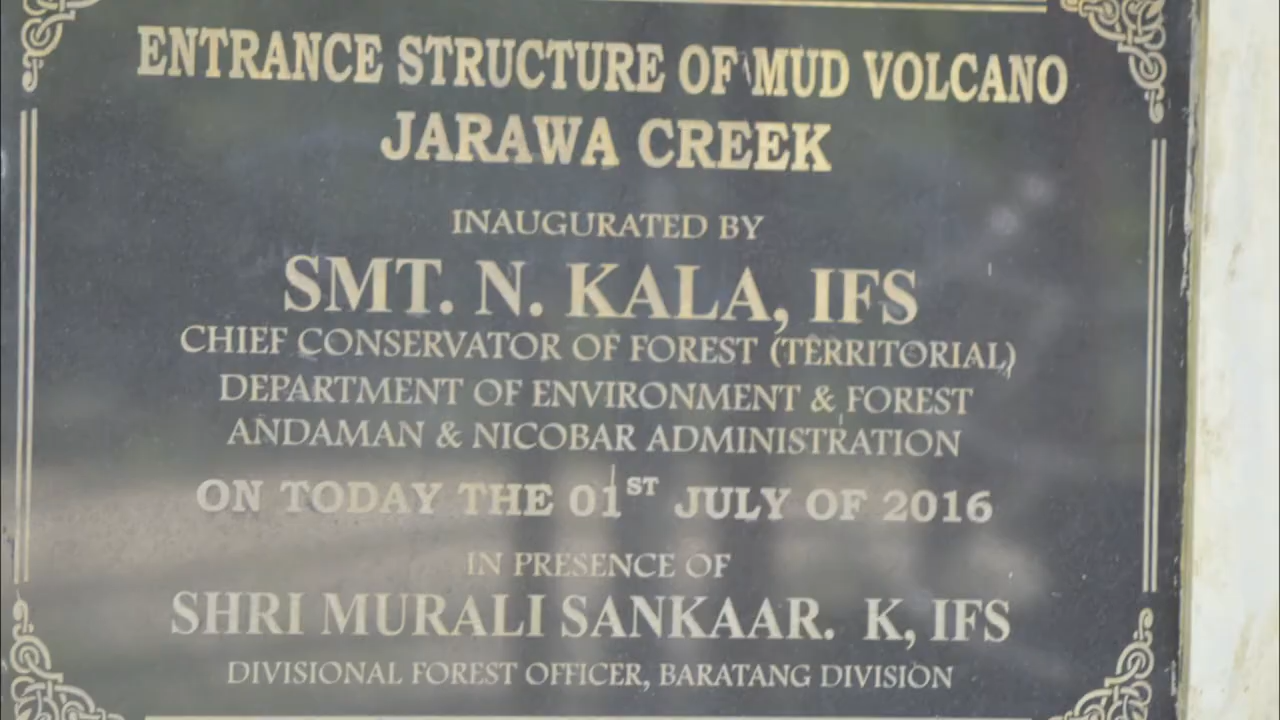 ENTRANCE STRUCTURE OF MUD VOLCANO
JARAWA CREEK
INAUGURATED BY
SMT. N. KALA, IFS
CHIEF CONSERVATOR OF FOREST (TERRITORIAL)
DEPARTMENT OF ENVIRONMENT & FOREST
ANDAMAN & NICOBAR ADMINISTRATION
ON TODAY THE 01ST JULY OF 2016
IN PRESENCE OF
SHRI MURALI SANKAAR. K, IFS
DIVISIONAL FOREST OFFICER, BARATANG DIVISION